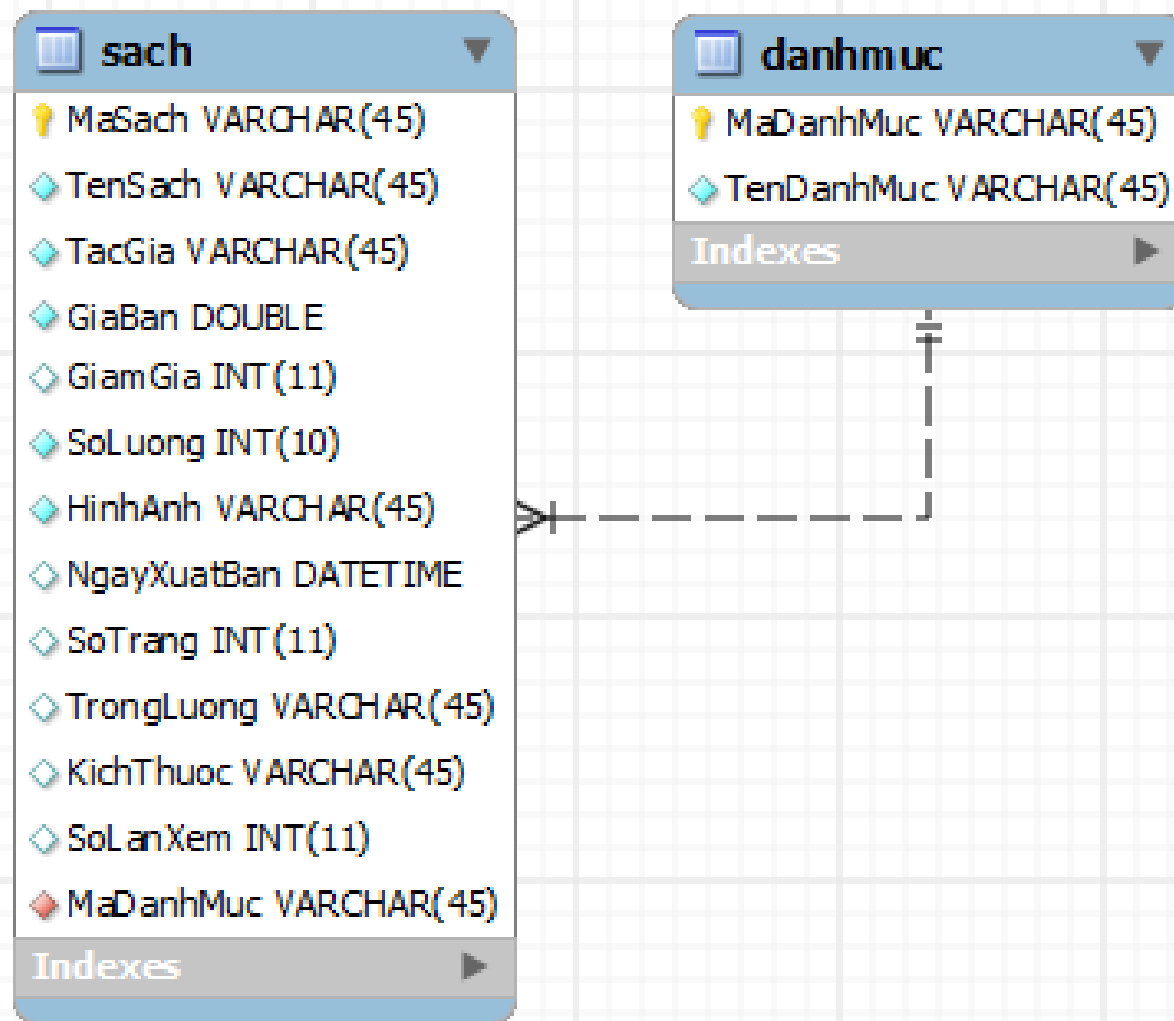 sach
MaSach VARCHAR(45)
TenSach VARCHAR(45)
TacGia VARCHAR(45)
GiaBan DOUBLE
GiamGia INT(11)
SoLuong INT(10)
HinhAnh VARCHAR(45)
NgayXuatBan DATETIME
SoTrang INT(11)
TrongLuong VARCHAR(45)
KichThuoc VARCHAR(45)
SoLanXem INT(11)
MaDanhMuc VARCHAR(45)
Indexes
danhmuc
MaDanhMuc VARCHAR(45)
TenDanhMuc VARCHAR(45)
Indexes